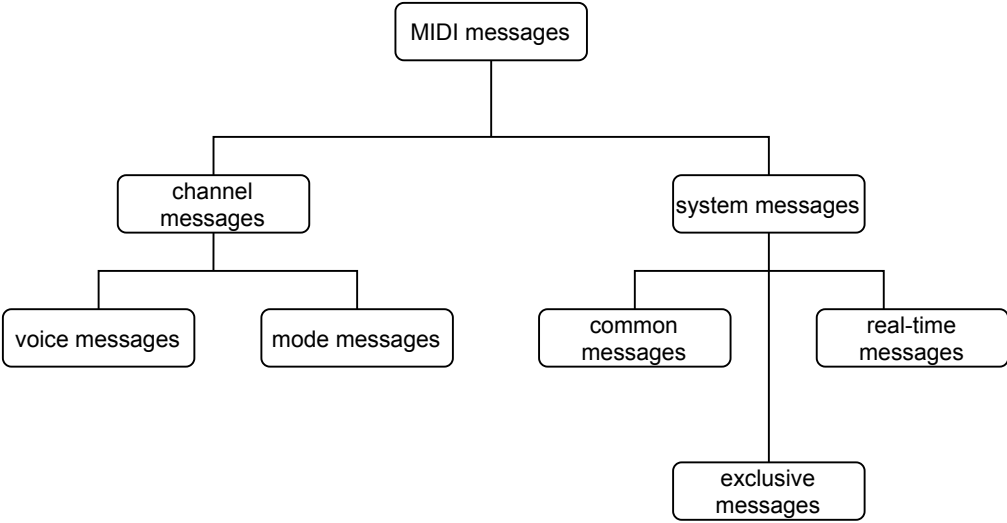 MIDI messages
channel
messages
system messages
voice messages
mode messages
common
messages
real-time
messages
exclusive
messages